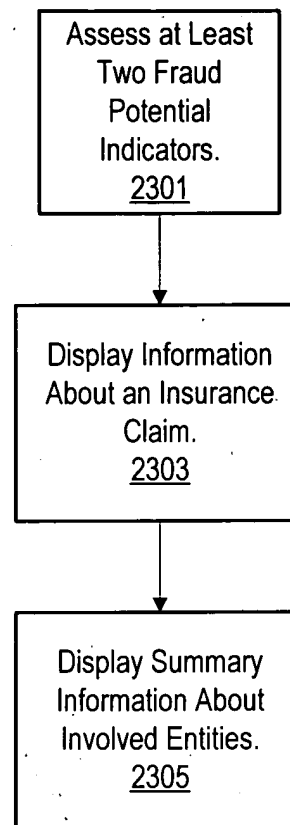 Assess at Least
Two Fraud
Potential
Indicators.
2301
Display Information
About an Insurance
Claim.
2303
Display Summary
Information About
Involved Entities.
2305